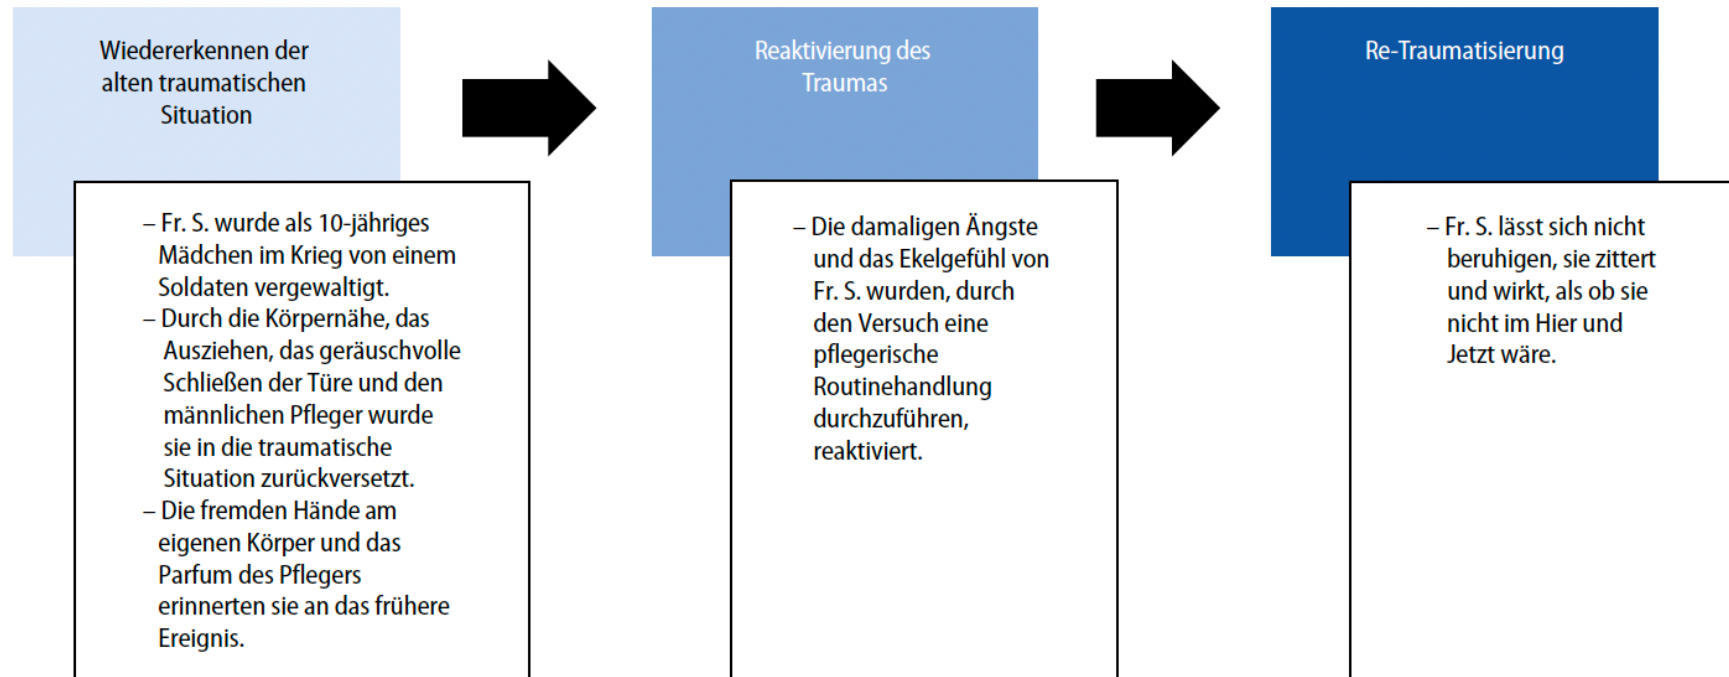 Wiedererkennen der
alten traumatischen
Situation
– Fr. S. wurde als 10-jähriges
Mädchen im Krieg von einem
Soldaten vergewaltigt.
– Durch die Körpernähe, das
Ausziehen, das geräuschvolle
Schließen der Türe und den
männlichen Pfleger wurde
sie in die traumatische
Situation zurückversetzt.
– Die fremden Hände am
eigenen Körper und das
Parfum des Pflegers
erinnerten sie an das frühere
Ereignis.
Reaktivierung des
Traumas
– Die damaligen Ängste
und das Ekelgefühl von
Fr. S. wurden, durch
den Versuch eine
pflegerische
Routinehandlung
durchzuführen,
reaktiviert.
Re-Traumatisierung
– Fr. S. lässt sich nicht
beruhigen, sie zittert
und wirkt, als ob sie
nicht im Hier und
Jetzt wäre.